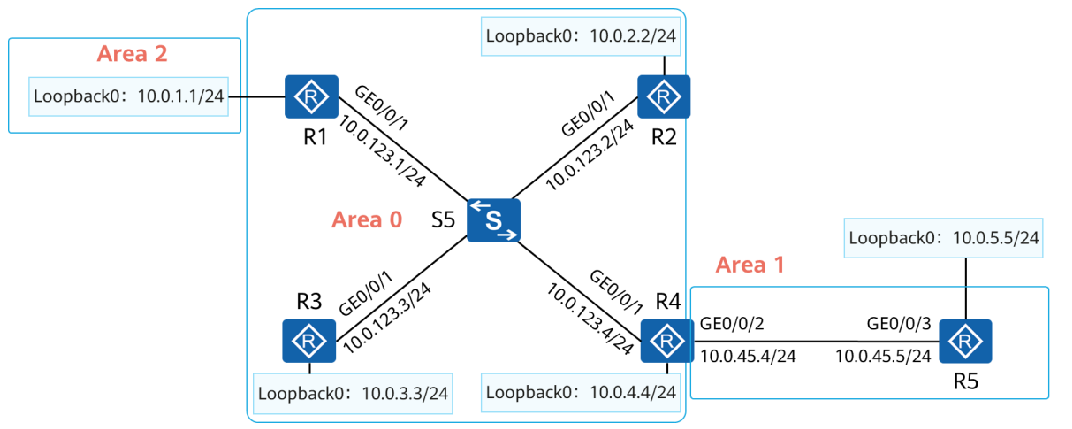 Loopback0: 10.0.2.2/24
Area 2
Loopback0: 10.0.1.1/24
R
R1
GE0/0/1
10.0.123.1/24
R
R2
GE0/0/1
10.0.123.2/24
Area 0
S5
S
Loopback0: 10.0.5.5/24
Area 1
R3
R
GE0/0/1
10.0.123.3/24
GE0/0/1
10.0.123.4/24
R4
R
GE0/0/2
10.0.45.4/24
GE0/0/3
10.0.45.5/24
R
R5
Loopback0: 10.0.3.3/24
Loopback0: 10.0.4.4/24